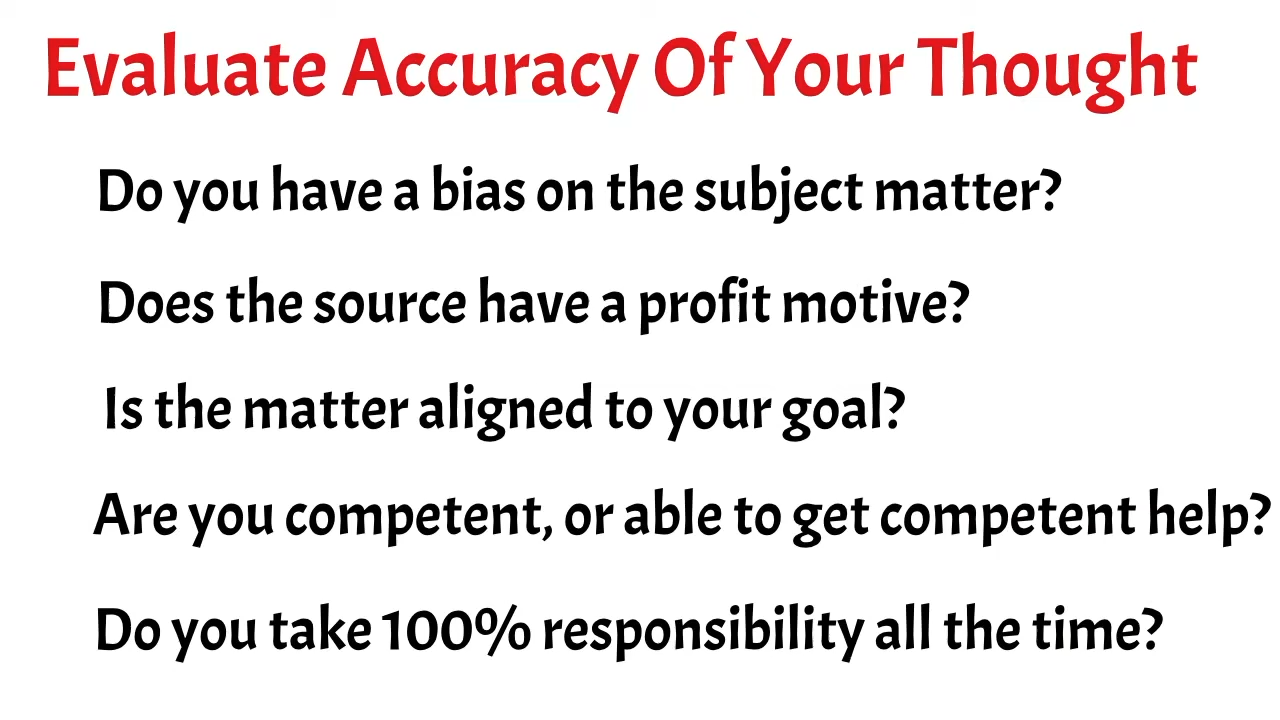 Evaluate Accuracy Of Your Thought
Do you have a bias on the subject matter?
Does the source have a profit motive?
Is the matter aligned to your goal?
Are you competent, or able to get competent help?
Do you take 100% responsibility all the time?